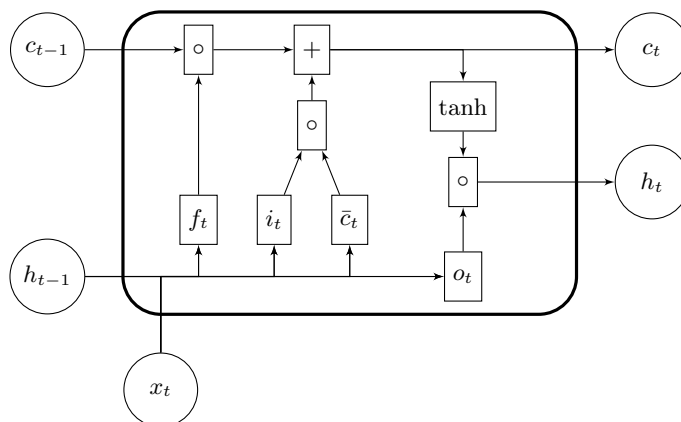 c_{t−1} ∘ + c_t
tanh
∘
∘ h_t
f_t i_t c̄_t
h_{t−1} o_t
x_t